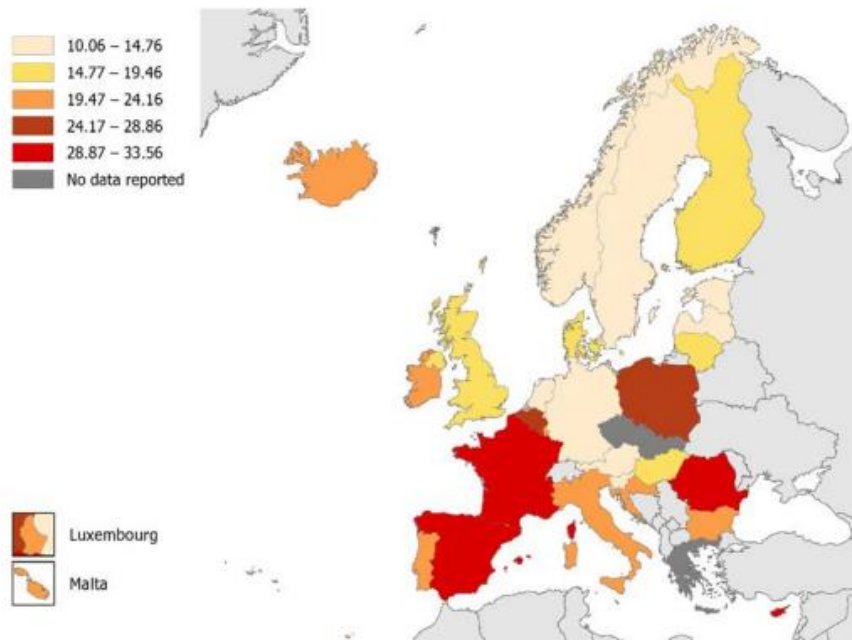 10.06 – 14.76
14.77 – 19.46
19.47 – 24.16
24.17 – 28.86
28.87 – 33.56
No data reported
Luxembourg
Malta